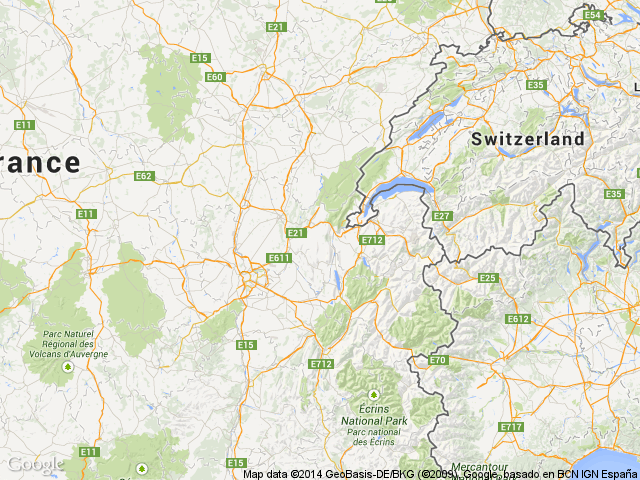 E54
E21
E15
E60
E35
L
E11
Switzerland
rance
E62
E35
E11
E27
E21
E712
E611
E25
E612
Parc Naturel
Régional des
Volcans d'Auvergne
E15
E70
E712
Écrins
National Park
Parc national
des Écrins
E717
E15
Mercantour
Google
Map data ©2014 GeoBasis-DE/BKG (©2009), Google, basado en BCN IGN España